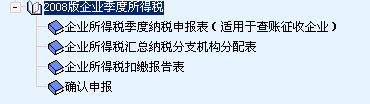 2008版企业季度所得税
企业所得税季度纳税申报表（适用于查账征收企业）
企业所得税汇总纳税分支机构分配表
企业所得税扣缴报告表
确认申报